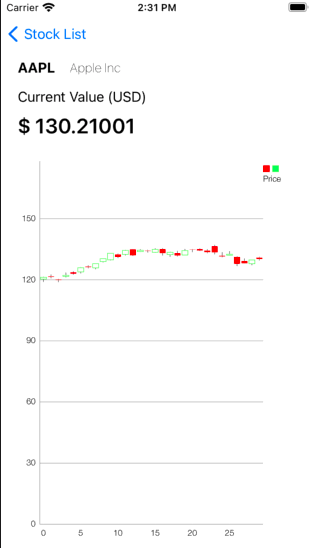 Carrier 2:31 PM
Stock List
AAPL Apple Inc
Current Value (USD)
$ 130.21001
Price
150
120
90
60
30
0
0 5 10 15 20 25